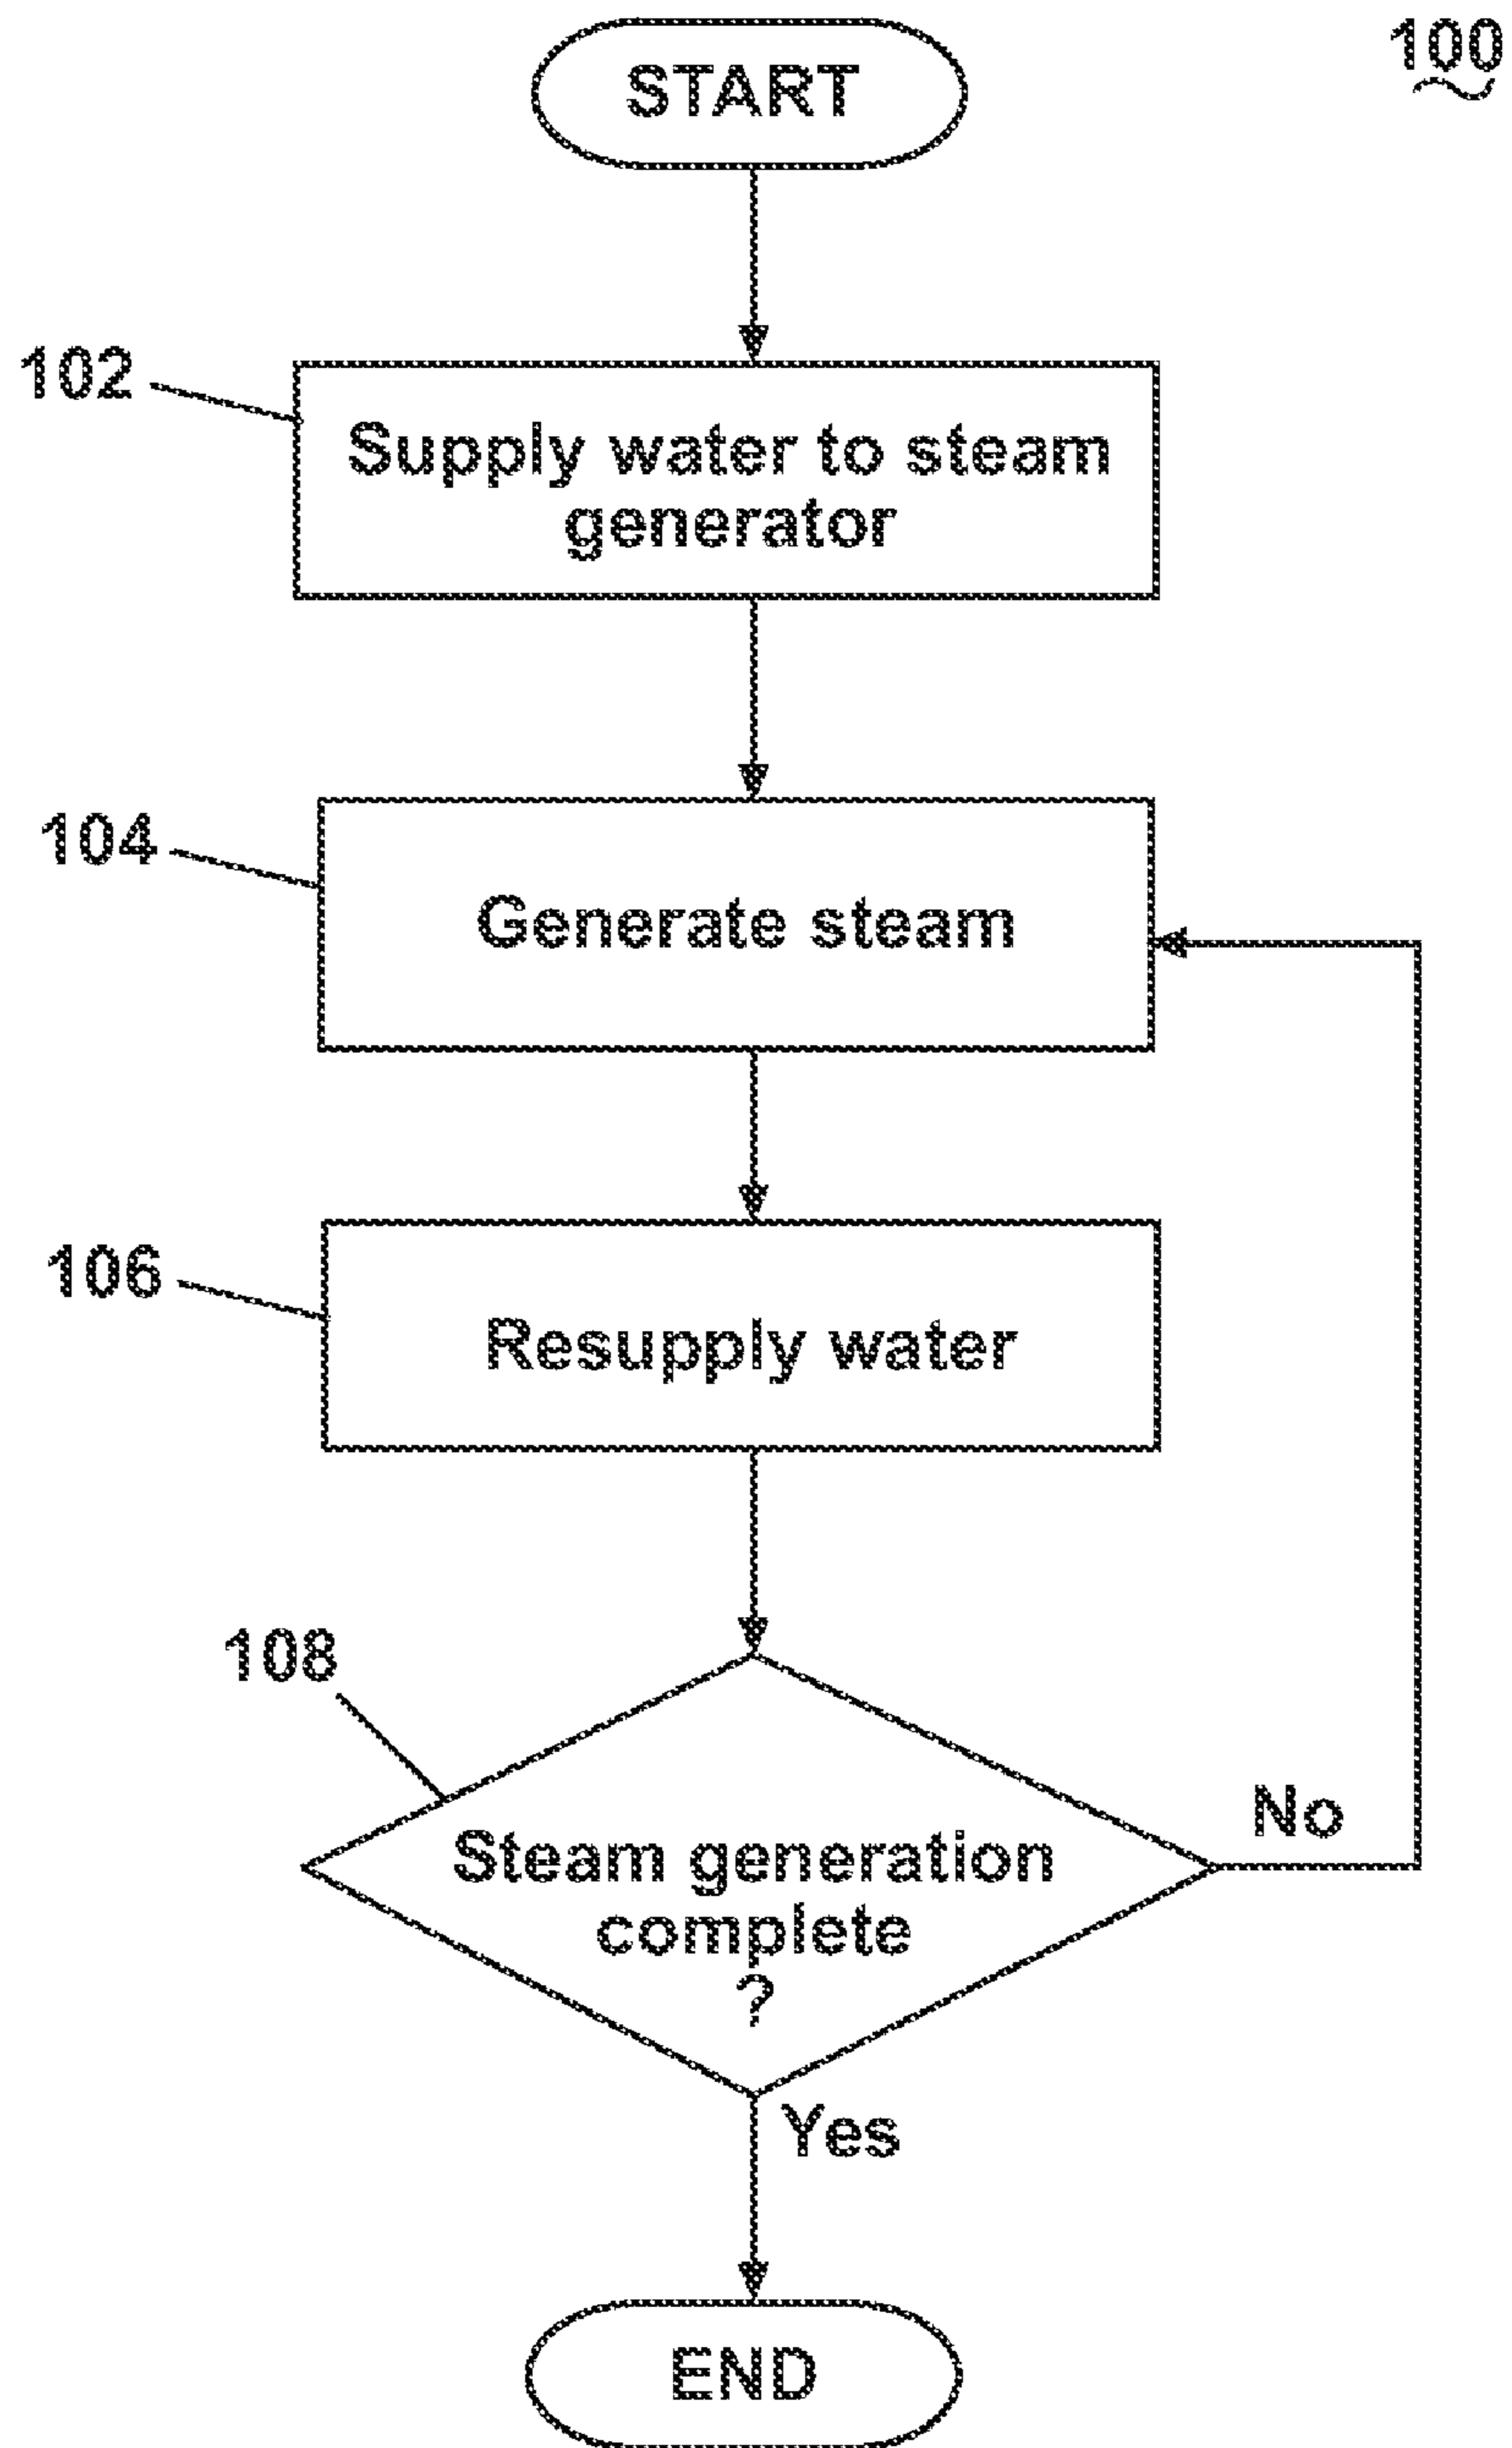 START
100
102
Supply water to steam
generator
104
Generate steam
106
Resupply water
108
Steam generation
complete
?
No
Yes
END